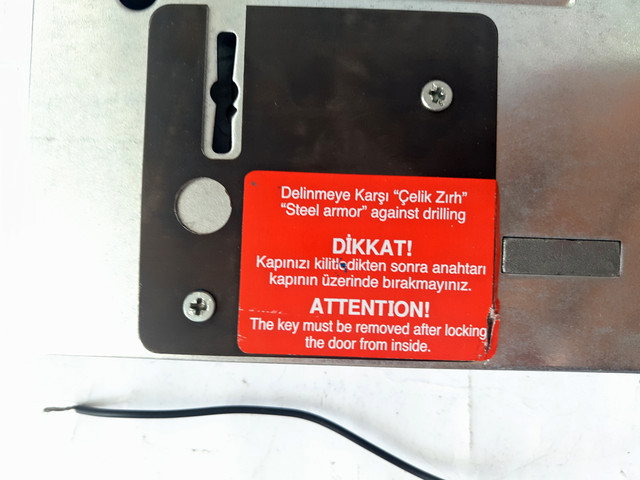 Delinmeye Karşı “Çelik Zırh”
“Steel armor” against drilling
DİKKAT!
Kapınızı kilitledikten sonra anahtarı
kapının üzerinde bırakmayınız.
ATTENTION!
The key must be removed after locking
the door from inside.